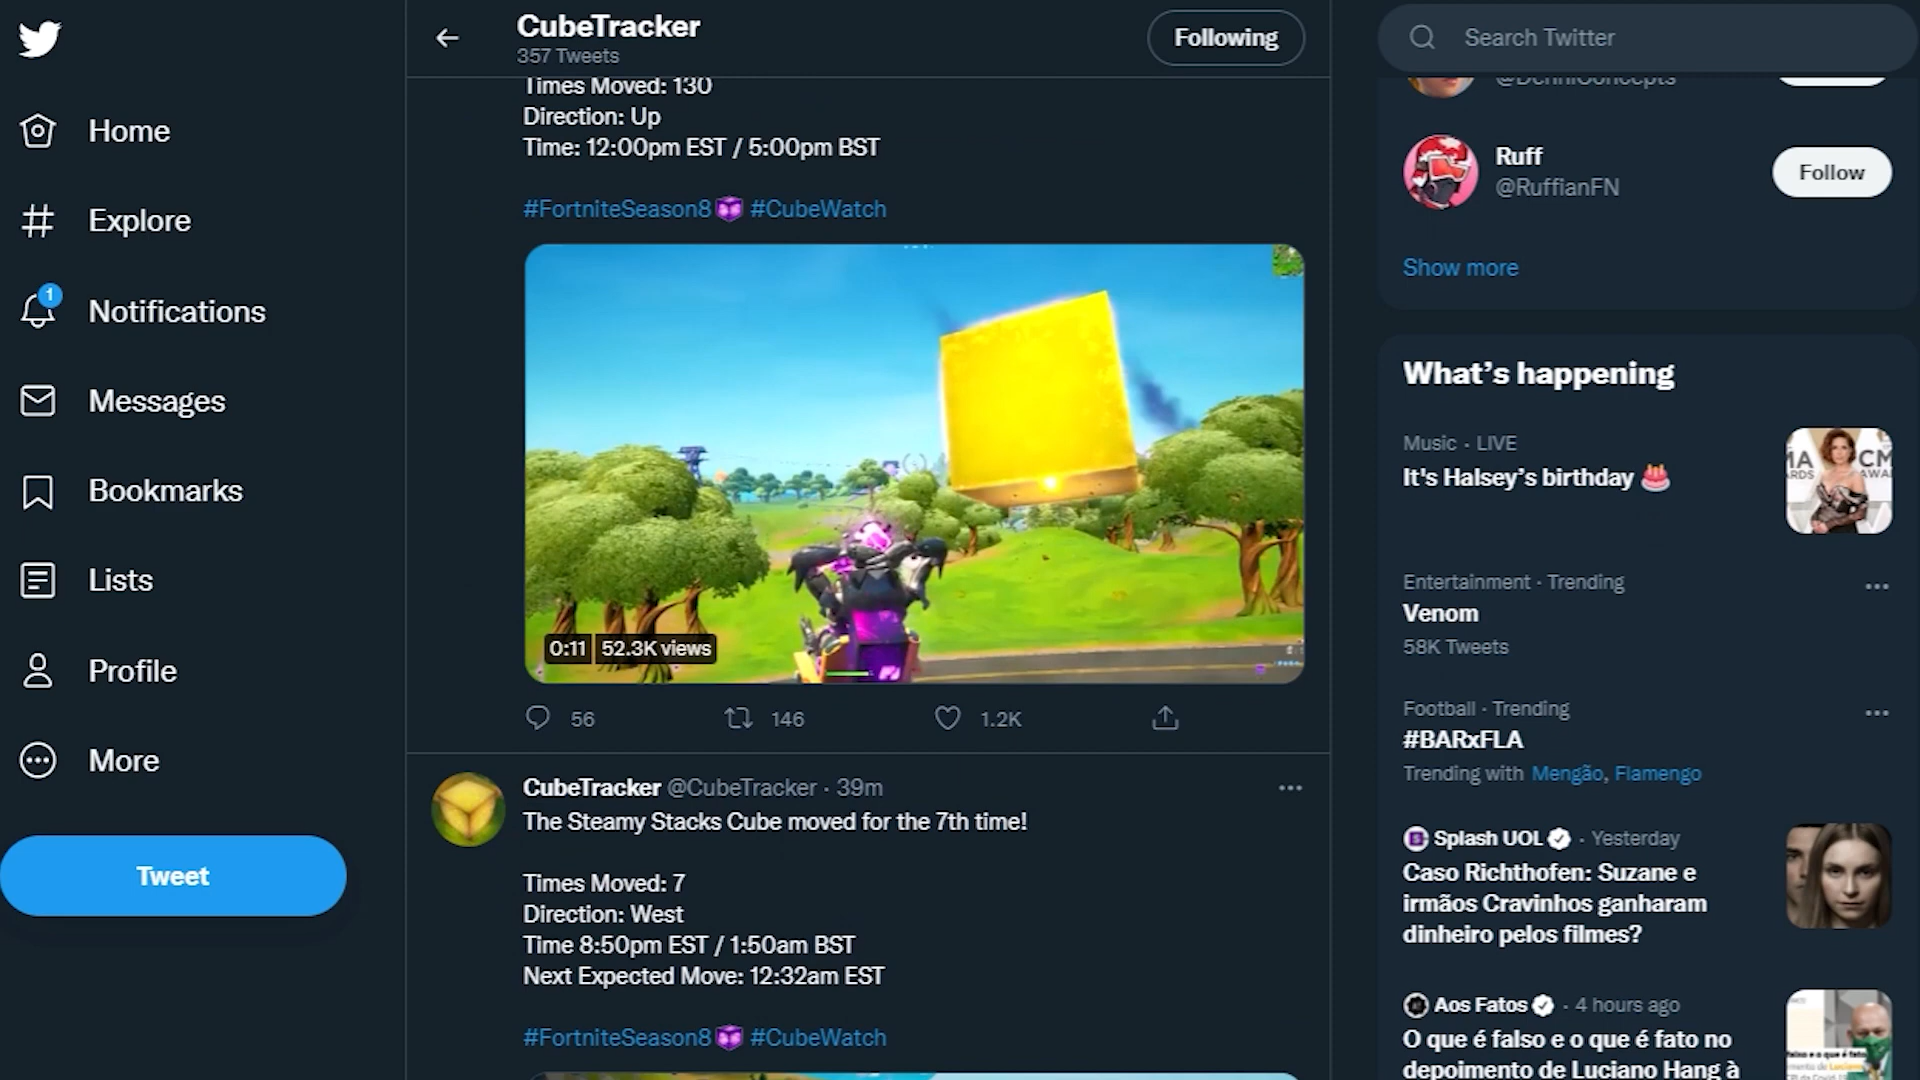 Home
Explore
1
Notifications
Messages
Bookmarks
Lists
Profile
More
Tweet
CubeTracker
357 Tweets
Following
Times Moved: 130
Direction: Up
Time: 12:00pm EST / 5:00pm BST
#FortniteSeason8 #CubeWatch
0:11 52.3K views
56 146 1.2K
CubeTracker @CubeTracker · 39m
The Steamy Stacks Cube moved for the 7th time!
Times Moved: 7
Direction: West
Time 8:50pm EST / 1:50am BST
Next Expected Move: 12:32am EST
#FortniteSeason8 #CubeWatch
Search Twitter
@DenniConcepts
Ruff
@RuffianFN
Follow
Show more
What's happening
Music · LIVE
It's Halsey's birthday
Entertainment · Trending
Venom
58K Tweets
Football · Trending
#BARxFLA
Trending with Mengão, Flamengo
Splash UOL · Yesterday
Caso Richthofen: Suzane e
irmãos Cravinhos ganharam
dinheiro pelos filmes?
Aos Fatos · 4 hours ago
O que é falso e o que é fato no
depoimento de Luciano Hang à